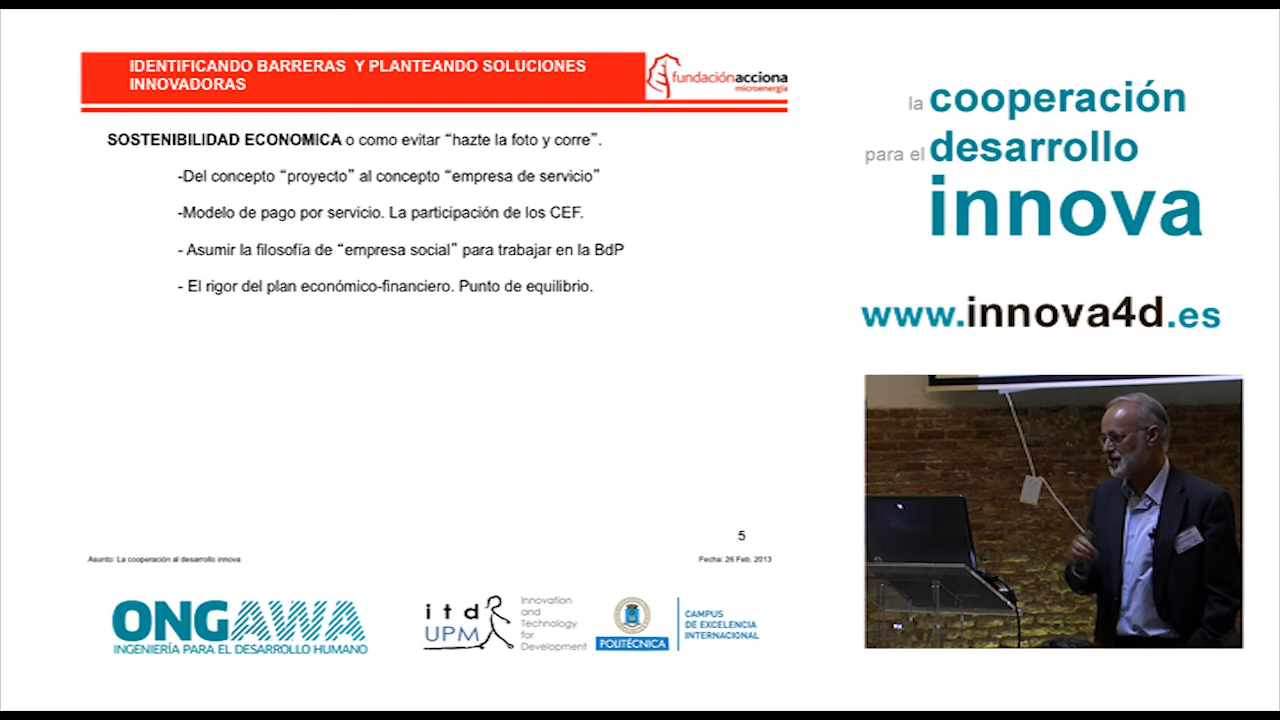 IDENTIFICANDO BARRERAS Y PLANTEANDO SOLUCIONES
INNOVADORAS
fundaciónacciona
microenergía
SOSTENIBILIDAD ECONOMICA o como evitar “hazte la foto y corre”.
-Del concepto “proyecto” al concepto “empresa de servicio”
-Modelo de pago por servicio. La participación de los CEF.
- Asumir la filosofía de “empresa social” para trabajar en la BdP
- El rigor del plan económico-financiero. Punto de equilibrio.
5
Asunto: La cooperación al desarrollo innova
Fecha: 26 Feb. 2013
ONGAWA
INGENIERÍA PARA EL DESARROLLO HUMANO
itd
UPM
Innovation
and
Technology
for
Development
POLITÉCNICA
CAMPUS
DE EXCELENCIA
INTERNACIONAL
la cooperación
para el desarrollo
innova
www.innova4d.es